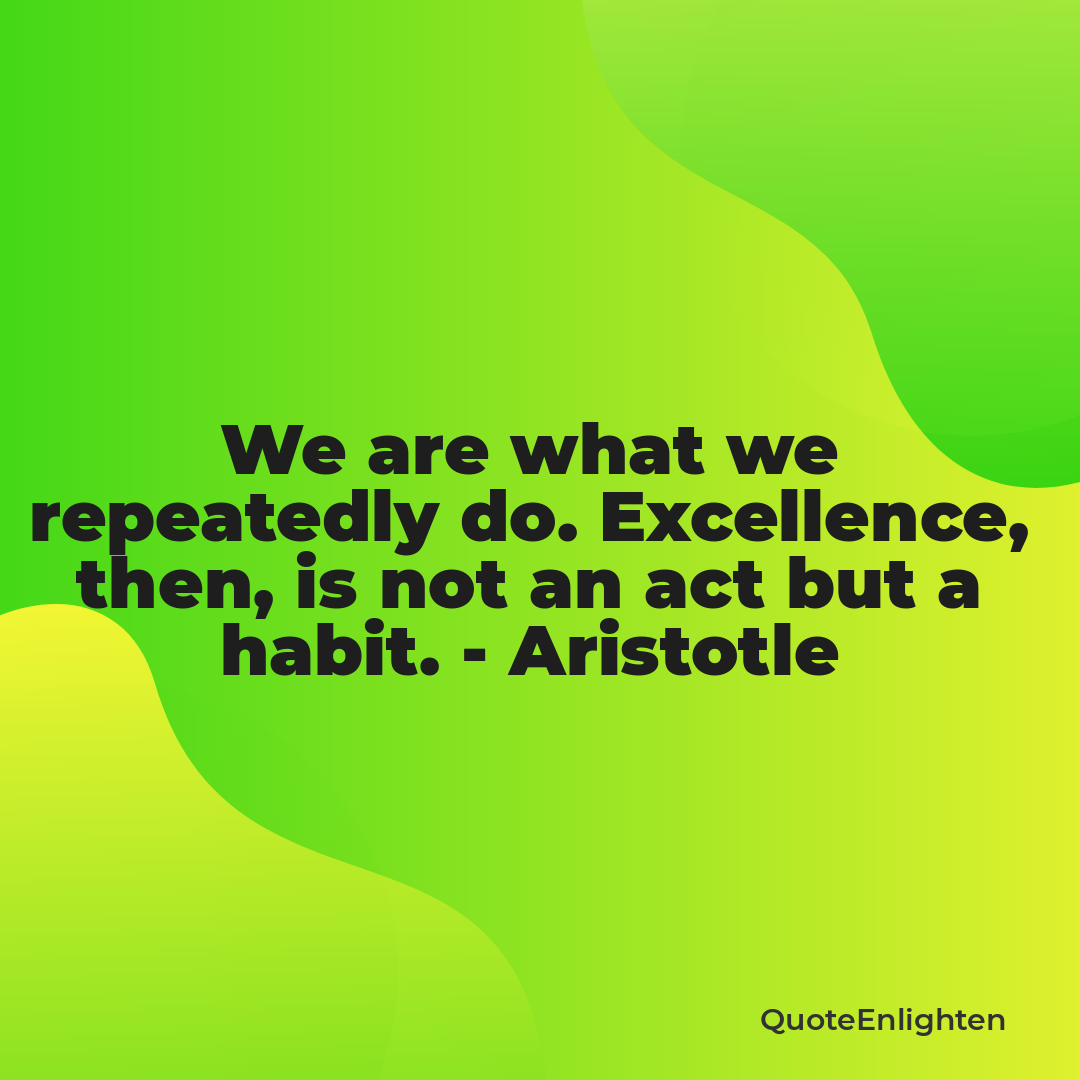 We are what we
repeatedly do. Excellence,
then, is not an act but a
habit. - Aristotle
QuoteEnlighten